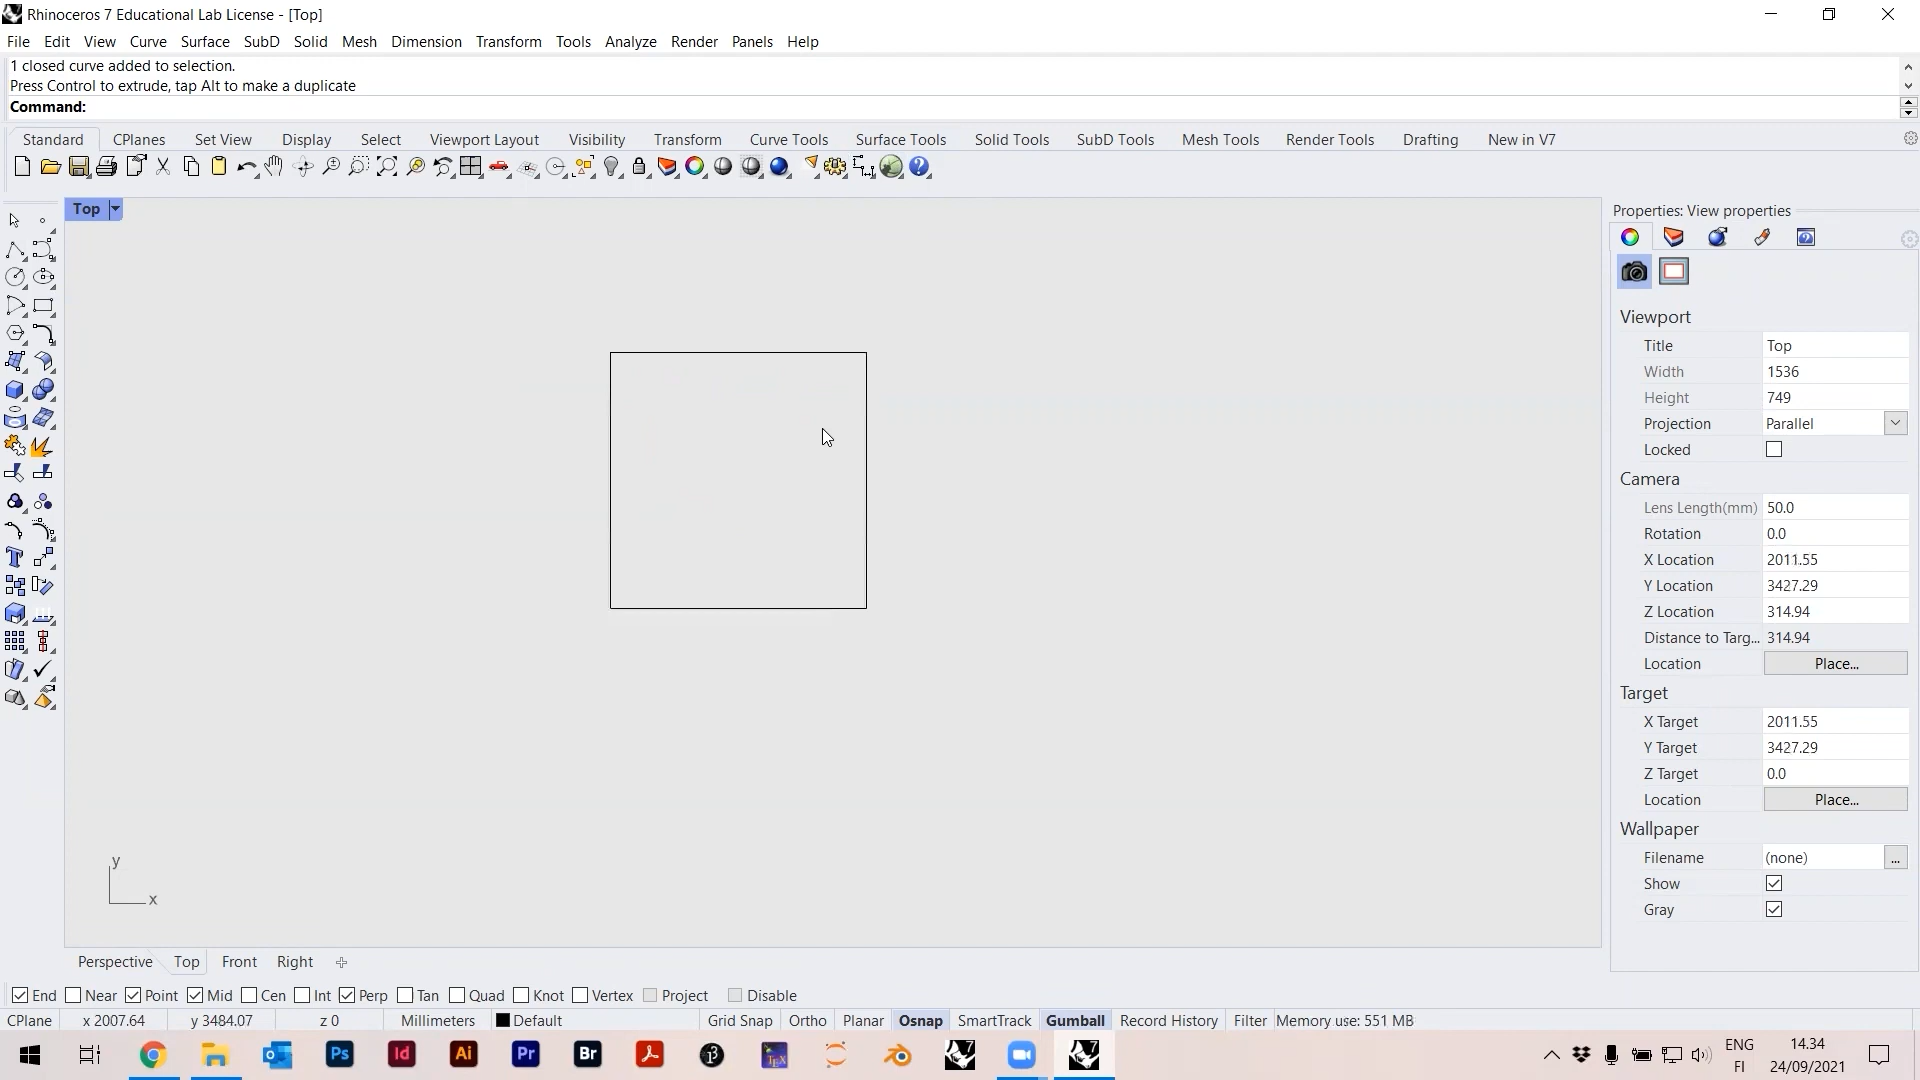 Rhinoceros 7 Educational Lab License - [Top]
File Edit View Curve Surface SubD Solid Mesh Dimension Transform Tools Analyze Render Panels Help
1 closed curve added to selection.
Press Control to extrude, tap Alt to make a duplicate
Command:
Standard CPlanes Set View Display Select Viewport Layout Visibility Transform Curve Tools Surface Tools Solid Tools SubD Tools Mesh Tools Render Tools Drafting New in V7
Top
Properties: View properties
Viewport
Title Top
Width 1536
Height 749
Projection Parallel
Locked
Camera
Lens Length(mm) 50.0
Rotation 0.0
X Location 2011.55
Y Location 3427.29
Z Location 314.94
Distance to Targ... 314.94
Location Place...
Target
X Target 2011.55
Y Target 3427.29
Z Target 0.0
Location Place...
Wallpaper
Filename (none) ...
Show
Gray
y
x
Perspective Top Front Right
End Near Point Mid Cen Int Perp Tan Quad Knot Vertex Project Disable
CPlane x 2007.64 y 3484.07 z 0 Millimeters Default Grid Snap Ortho Planar Osnap SmartTrack Gumball Record History Filter Memory use: 551 MB
Ps Id Ai Pr Br
ENG 14.34
FI 24/09/2021